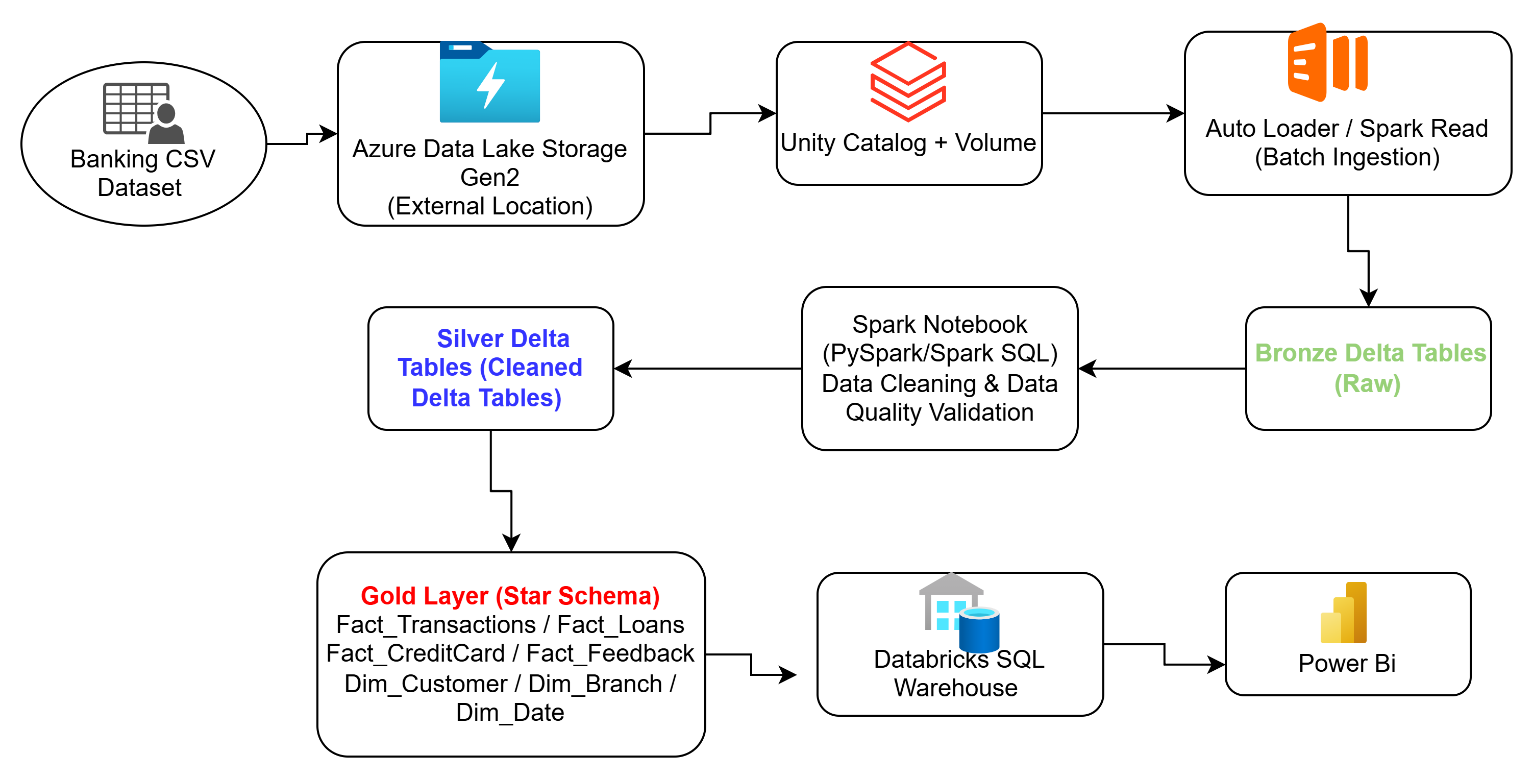 Banking CSV
Dataset
Azure Data Lake Storage
Gen2
(External Location)
Unity Catalog + Volume
Auto Loader / Spark Read
(Batch Ingestion)
Silver Delta
Tables (Cleaned
Delta Tables)
Spark Notebook
(PySpark/Spark SQL)
Data Cleaning & Data
Quality Validation
Bronze Delta Tables
(Raw)
Gold Layer (Star Schema)
Fact_Transactions / Fact_Loans
Fact_CreditCard / Fact_Feedback
Dim_Customer / Dim_Branch /
Dim_Date
Databricks SQL
Warehouse
Power Bi